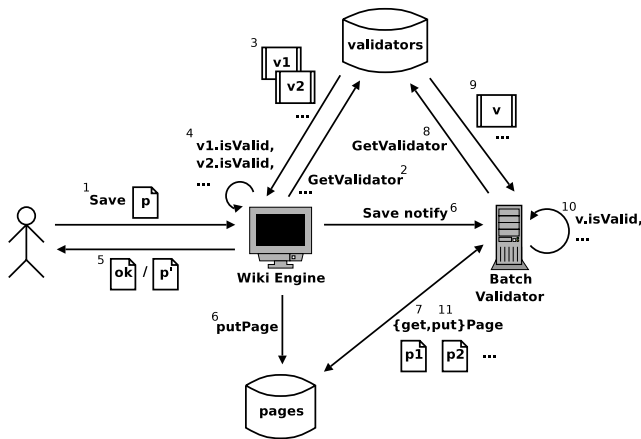 validators
3
v1
v2
...
9
v
...
4
v1.isValid,
v2.isValid,
...
8
GetValidator
... GetValidator 2
1
Save p
Save notify 6
10
v.isValid,
...
5
ok / p'
Wiki Engine
Batch
Validator
6
putPage
7 11
{get,put}Page
p1 p2 ...
pages